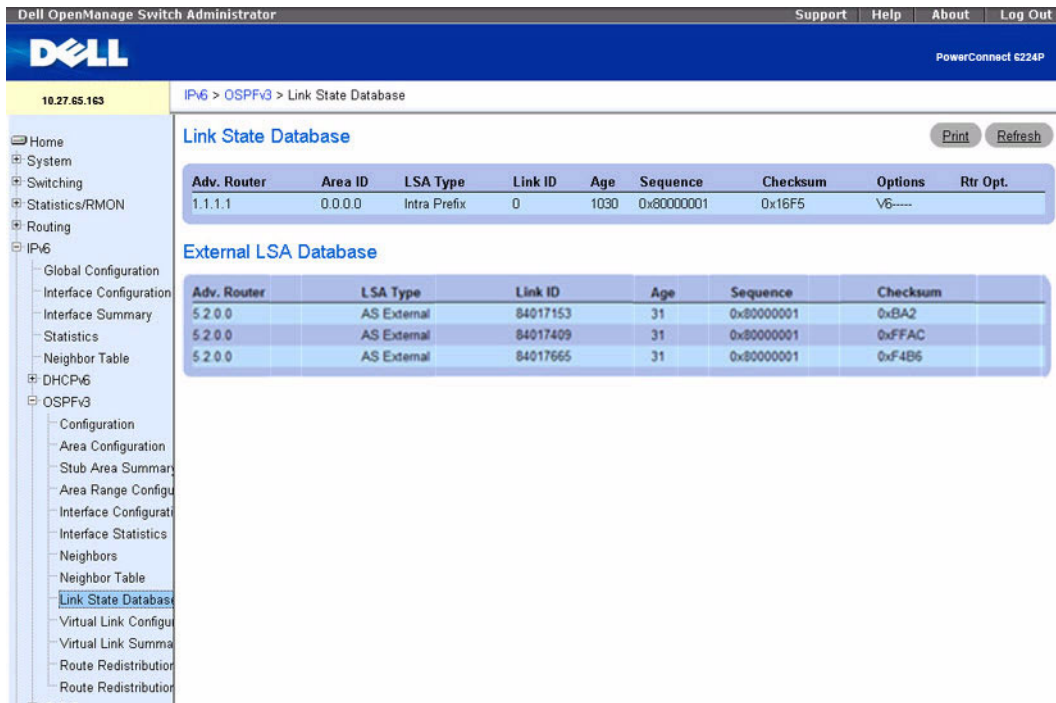 Dell OpenManage Switch Administrator
Support Help About Log Out
DELL
PowerConnect 6224P
10.27.65.163
IPv6 > OSPFv3 > Link State Database
Home
System
Switching
Statistics/RMON
Routing
IPv6
Global Configuration
Interface Configuration
Interface Summary
Statistics
Neighbor Table
DHCPv6
OSPFv3
Configuration
Area Configuration
Stub Area Summar
Area Range Configu
Interface Configurati
Interface Statistics
Neighbors
Neighbor Table
Link State Databas
Virtual Link Configu
Virtual Link Summa
Route Redistribution
Route Redistribution
Link State Database
Print Refresh
Adv. Router Area ID LSA Type Link ID Age Sequence Checksum Options Rtr Opt.
1.1.1.1 0.0.0.0 Intra Prefix 0 1030 0x80000001 0x16F5 V6-----
External LSA Database
Adv. Router LSA Type Link ID Age Sequence Checksum
5.2.0.0 AS External 84017153 31 0x80000001 0xBA2
5.2.0.0 AS External 84017409 31 0x80000001 0xFFAC
5.2.0.0 AS External 84017665 31 0x80000001 0xF4B6